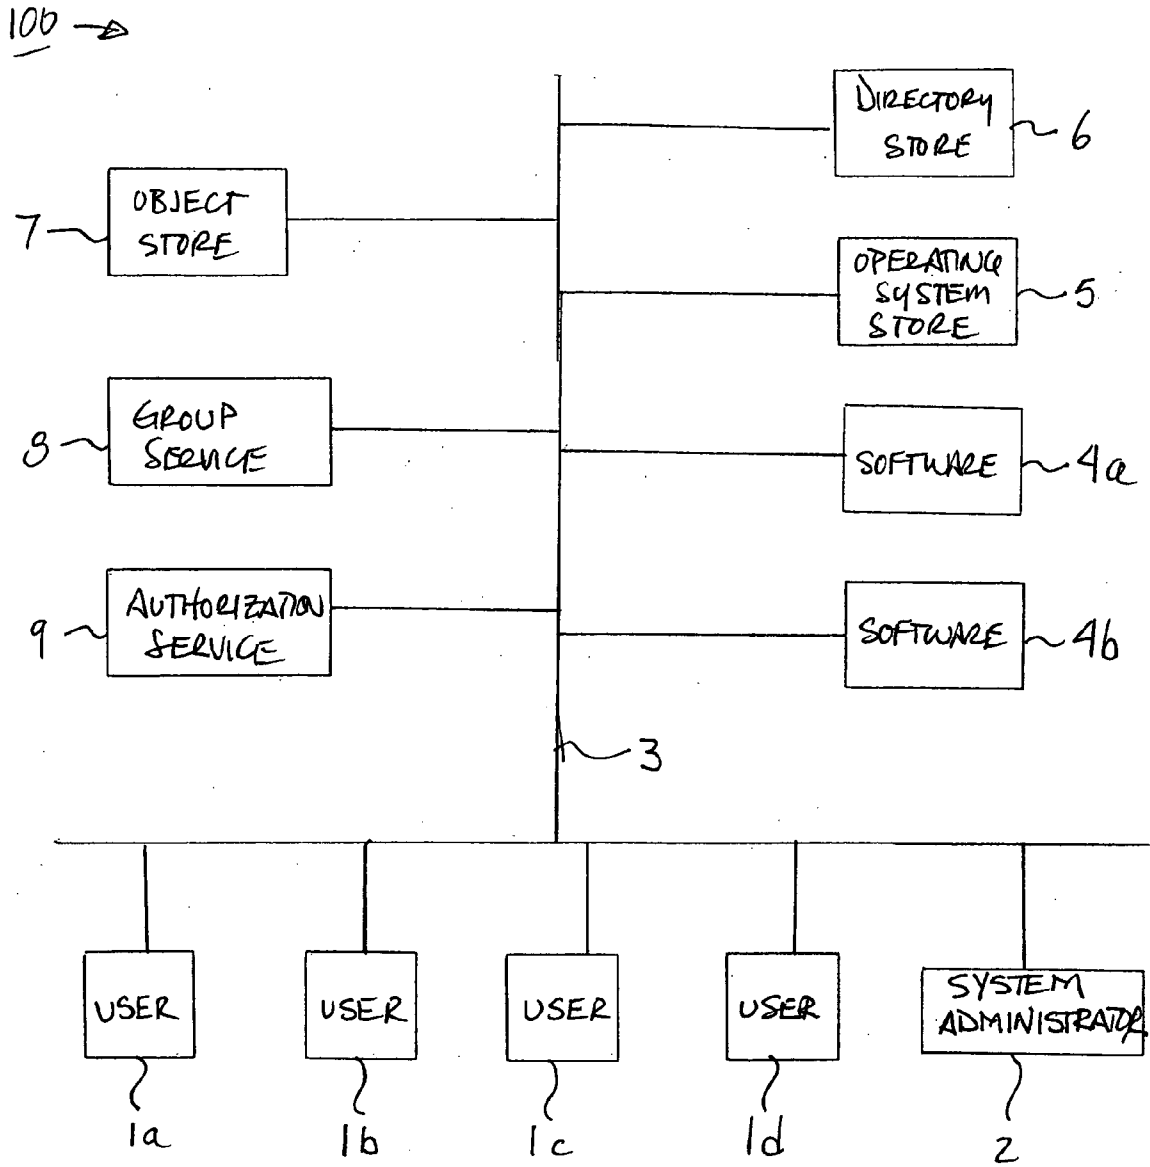 100
DIRECTORY
STORE
6
OBJECT
STORE
7
OPERATING
SYSTEM
STORE
5
GROUP
SERVICE
8
SOFTWARE
4a
AUTHORIZATION
SERVICE
9
SOFTWARE
4b
3
USER
USER
USER
USER
SYSTEM
ADMINISTRATOR
1a
1b
1c
1d
2